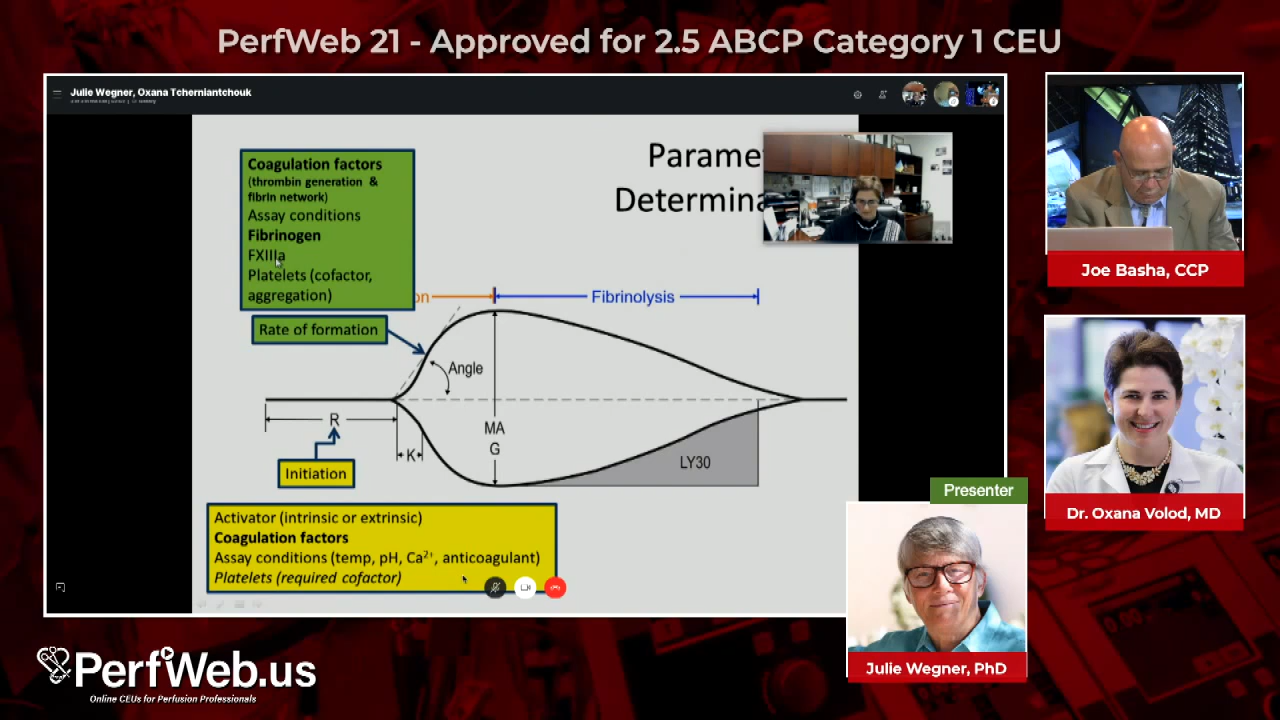 PerfWeb 21 - Approved for 2.5 ABCP Category 1 CEU
Julie Wegner, Oxana Tcherniantchouk
Parame
Determina
Coagulation factors
(thrombin generation &
fibrin network)
Assay conditions
Fibrinogen
FXIIIa
Platelets (cofactor,
aggregation)
on
Fibrinolysis
Rate of formation
Angle
R
K
MA
G
LY30
Initiation
Activator (intrinsic or extrinsic)
Coagulation factors
Assay conditions (temp, pH, Ca²⁺, anticoagulant)
Platelets (required cofactor)
Joe Basha, CCP
Dr. Oxana Volod, MD
Presenter
Julie Wegner, PhD
PerfWeb.us
Online CEUs for Perfusion Professionals